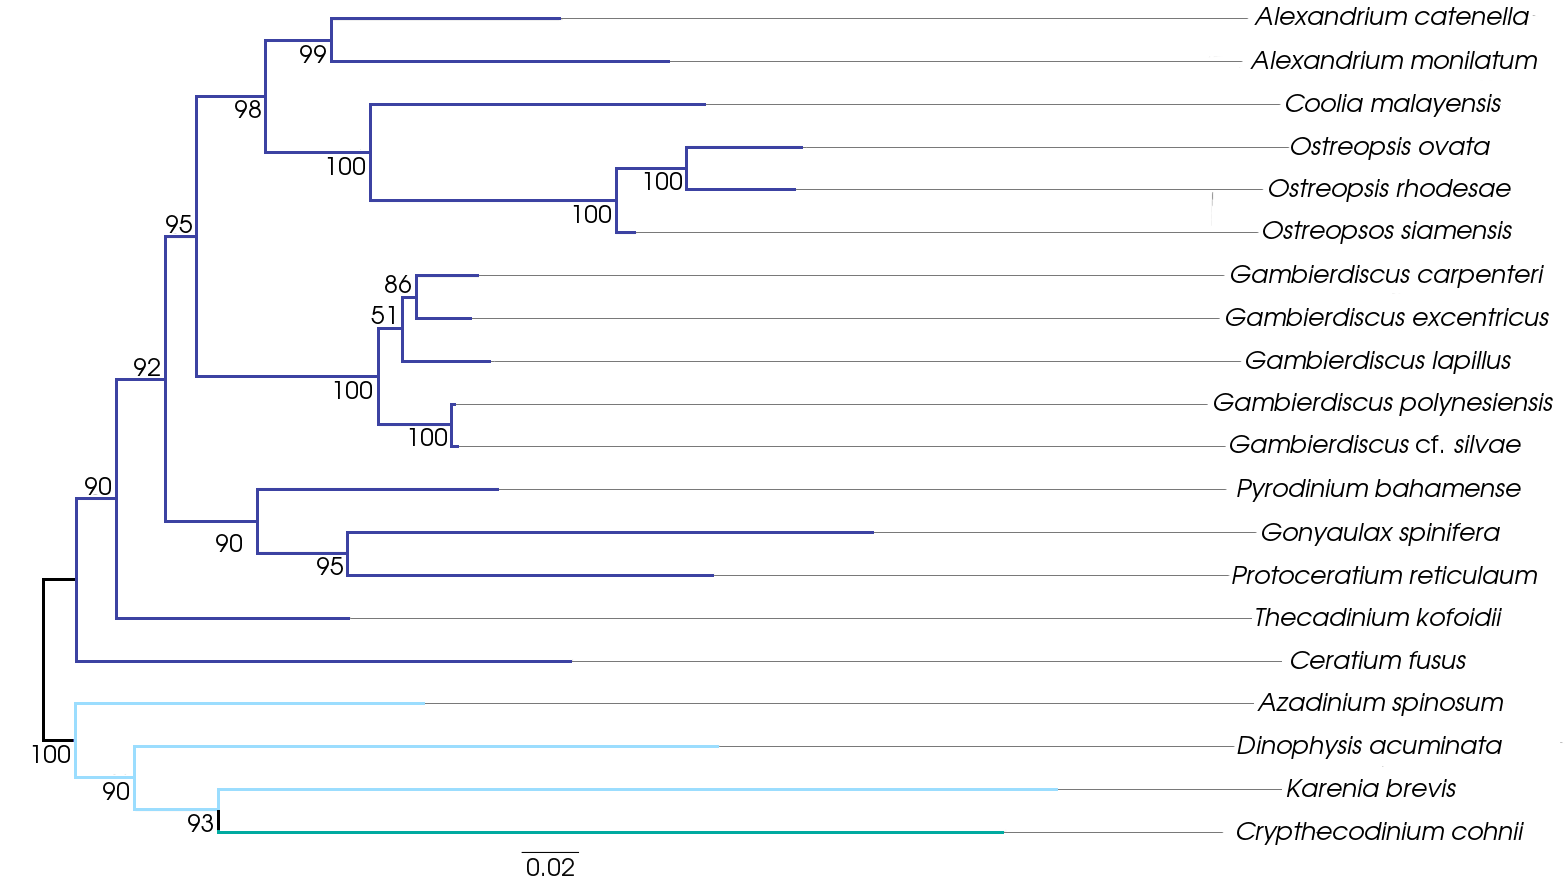 Alexandrium catenella
99
Alexandrium monilatum
98
Coolia malayensis
100
Ostreopsis ovata
100
Ostreopsis rhodesae
100
95
Ostreopsos siamensis
Gambierdiscus carpenteri
86
51
Gambierdiscus excentricus
92
Gambierdiscus lapillus
100
Gambierdiscus polynesiensis
100
Gambierdiscus cf. silvae
90
Pyrodinium bahamense
90
Gonyaulax spinifera
95
Protoceratium reticulaum
Thecadinium kofoidii
Ceratium fusus
Azadinium spinosum
100
Dinophysis acuminata
90
Karenia brevis
93
Crypthecodinium cohnii
0.02